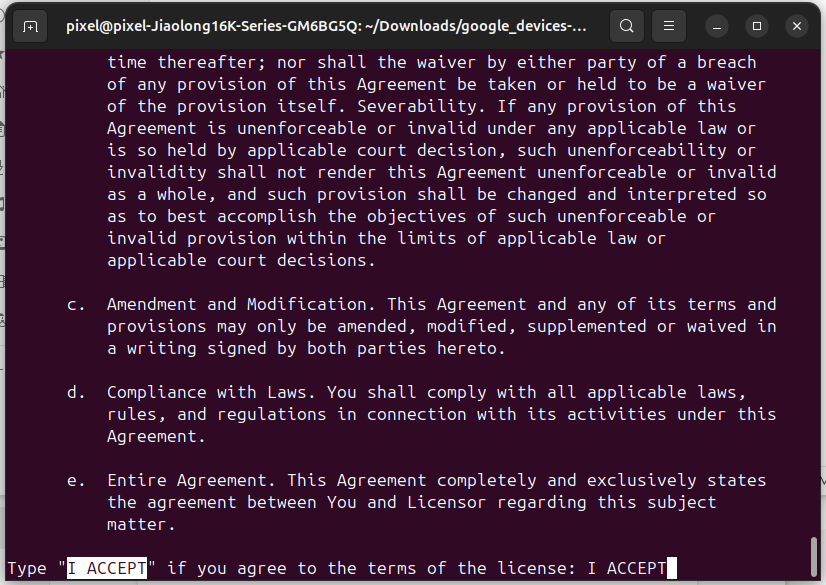 pixel@pixel-Jiaolong16K-Series-GM6BG5Q: ~/Downloads/google_devices-...
time thereafter; nor shall the waiver by either party of a breach
of any provision of this Agreement be taken or held to be a waiver
of the provision itself. Severability. If any provision of this
Agreement is unenforceable or invalid under any applicable law or
is so held by applicable court decision, such unenforceability or
invalidity shall not render this Agreement unenforceable or invalid
as a whole, and such provision shall be changed and interpreted so
as to best accomplish the objectives of such unenforceable or
invalid provision within the limits of applicable law or
applicable court decisions.
c. Amendment and Modification. This Agreement and any of its terms and
provisions may only be amended, modified, supplemented or waived in
a writing signed by both parties hereto.
d. Compliance with Laws. You shall comply with all applicable laws,
rules, and regulations in connection with its activities under this
Agreement.
e. Entire Agreement. This Agreement completely and exclusively states
the agreement between You and Licensor regarding this subject
matter.
Type "I ACCEPT" if you agree to the terms of the license: I ACCEPT